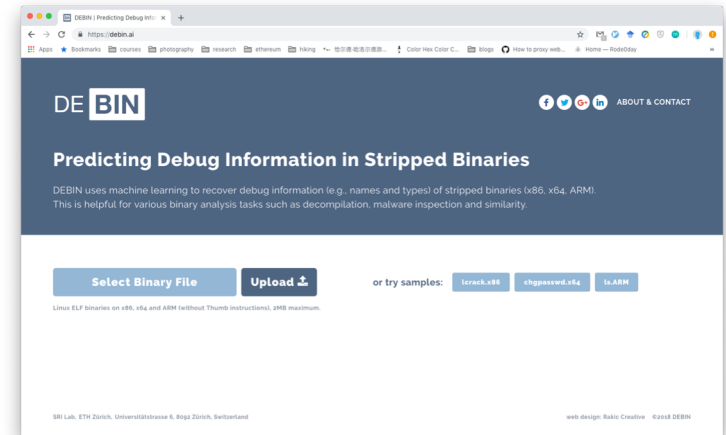 DEBIN | Predicting Debug Info
https://debin.ai
Apps Bookmarks courses photography research ethereum hiking Color Hex Color C... blogs How to proxy web... Home — Rode0day
DE BIN
ABOUT & CONTACT
Predicting Debug Information in Stripped Binaries
DEBIN uses machine learning to recover debug information (e.g., names and types) of stripped binaries (x86, x64, ARM).
This is helpful for various binary analysis tasks such as decompilation, malware inspection and similarity.
Select Binary File Upload or try samples: lcrack.x86 chgpasswd.x64 ls.ARM
Linux ELF binaries on x86, x64 and ARM (without Thumb instructions), 2MB maximum.
SRI Lab, ETH Zürich, Universitätstrasse 6, 8092 Zürich, Switzerland web design: Rakic Creative ©2018 DEBIN